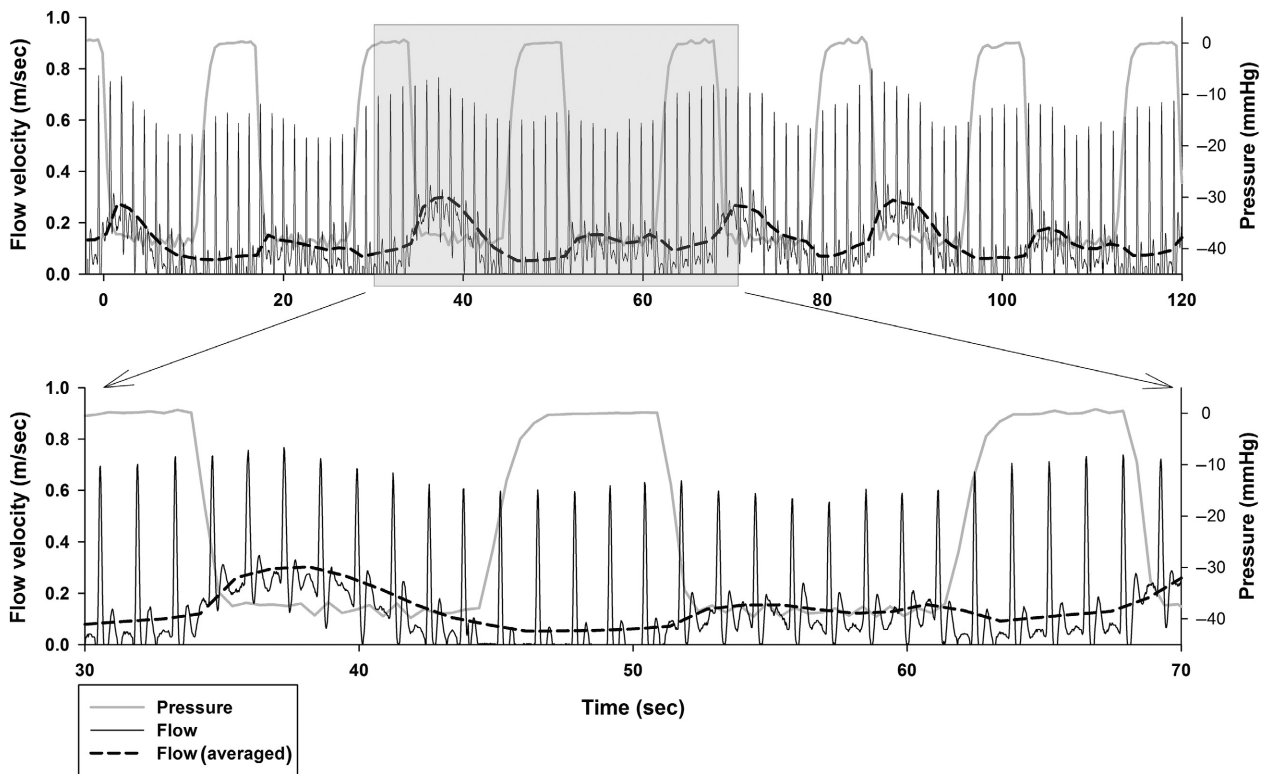 1.0
0.8
0.6
0.4
0.2
0.0
Flow velocity (m/sec)
0
–10
–20
–30
–40
Pressure (mmHg)
0 20 40 60 80 100 120
1.0
0.8
0.6
0.4
0.2
0.0
Flow velocity (m/sec)
0
–10
–20
–30
–40
Pressure (mmHg)
30 40 50 60 70
Time (sec)
Pressure
Flow
Flow (averaged)